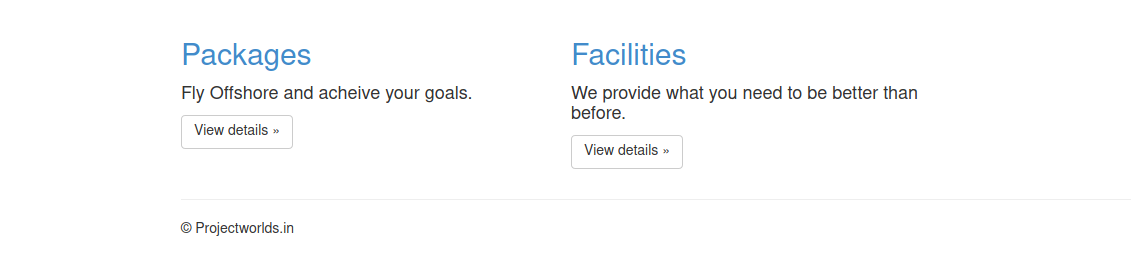 Packages
Fly Offshore and acheive your goals.
View details »
Facilities
We provide what you need to be better than
before.
View details »
© Projectworlds.in